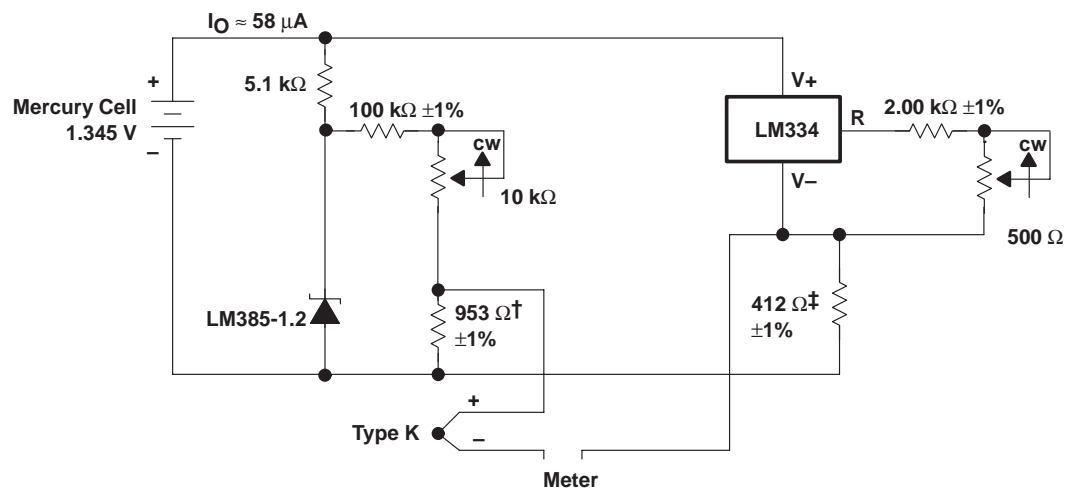 IO ≈ 58 μA
5.1 kΩ
+
Mercury Cell
1.345 V
–
100 kΩ ±1%
cw
10 kΩ
LM385-1.2
953 Ω†
±1%
V+
LM334
R
2.00 kΩ ±1%
cw
V–
500 Ω
412 Ω‡
±1%
+
Type K
–
Meter